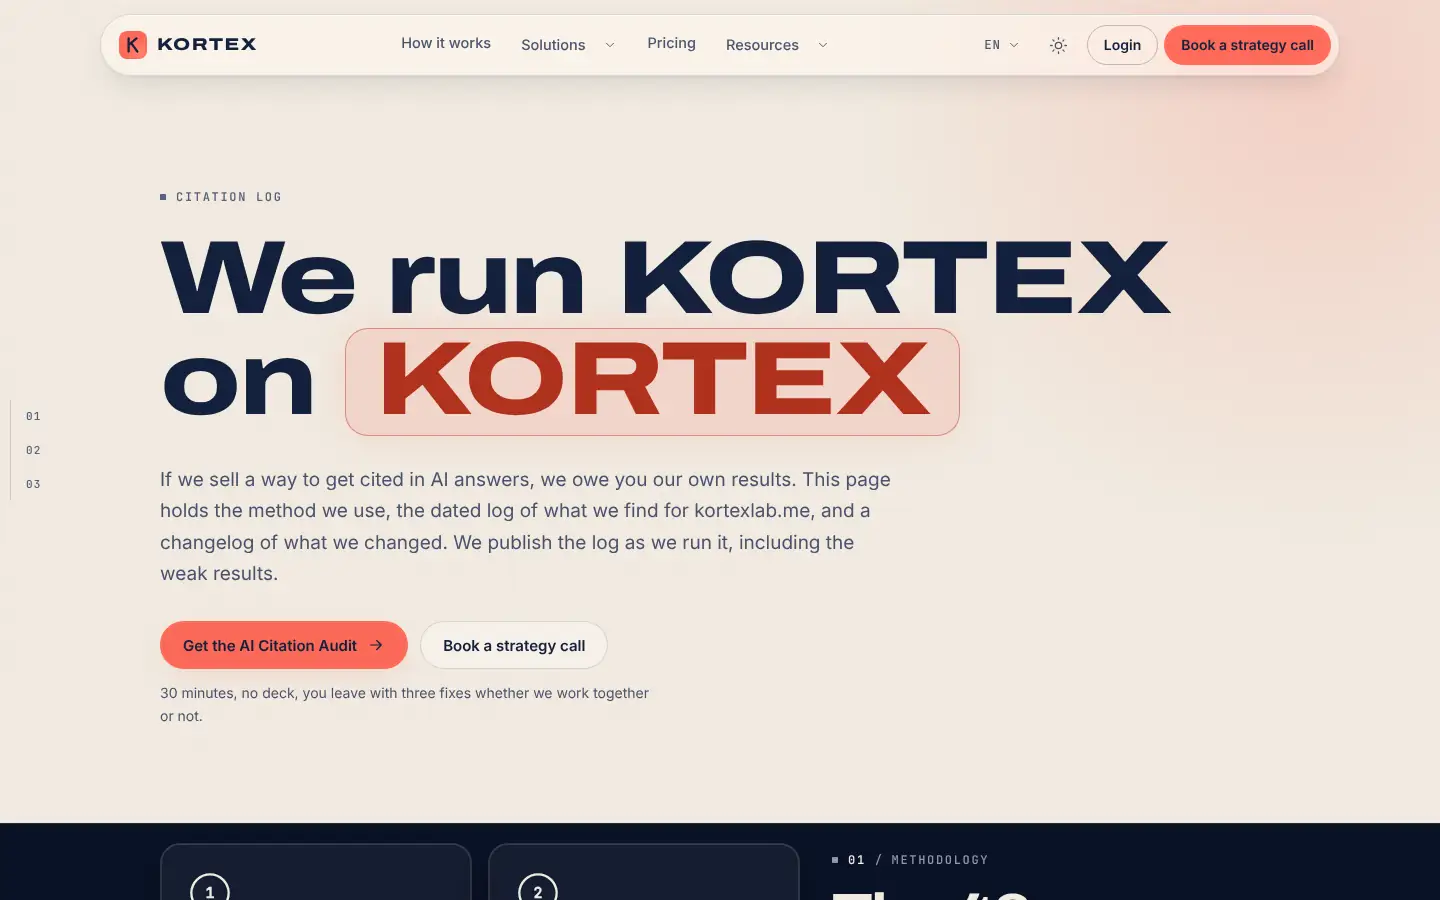 K KORTEX
How it works
Solutions
Pricing
Resources
EN
Login
Book a strategy call
CITATION LOG
We run KORTEX
on KORTEX
If we sell a way to get cited in AI answers, we owe you our own results. This page
holds the method we use, the dated log of what we find for kortexlab.me, and a
changelog of what we changed. We publish the log as we run it, including the
weak results.
01
02
03
Get the AI Citation Audit →
Book a strategy call
30 minutes, no deck, you leave with three fixes whether we work together
or not.
1
2
01 / METHODOLOGY